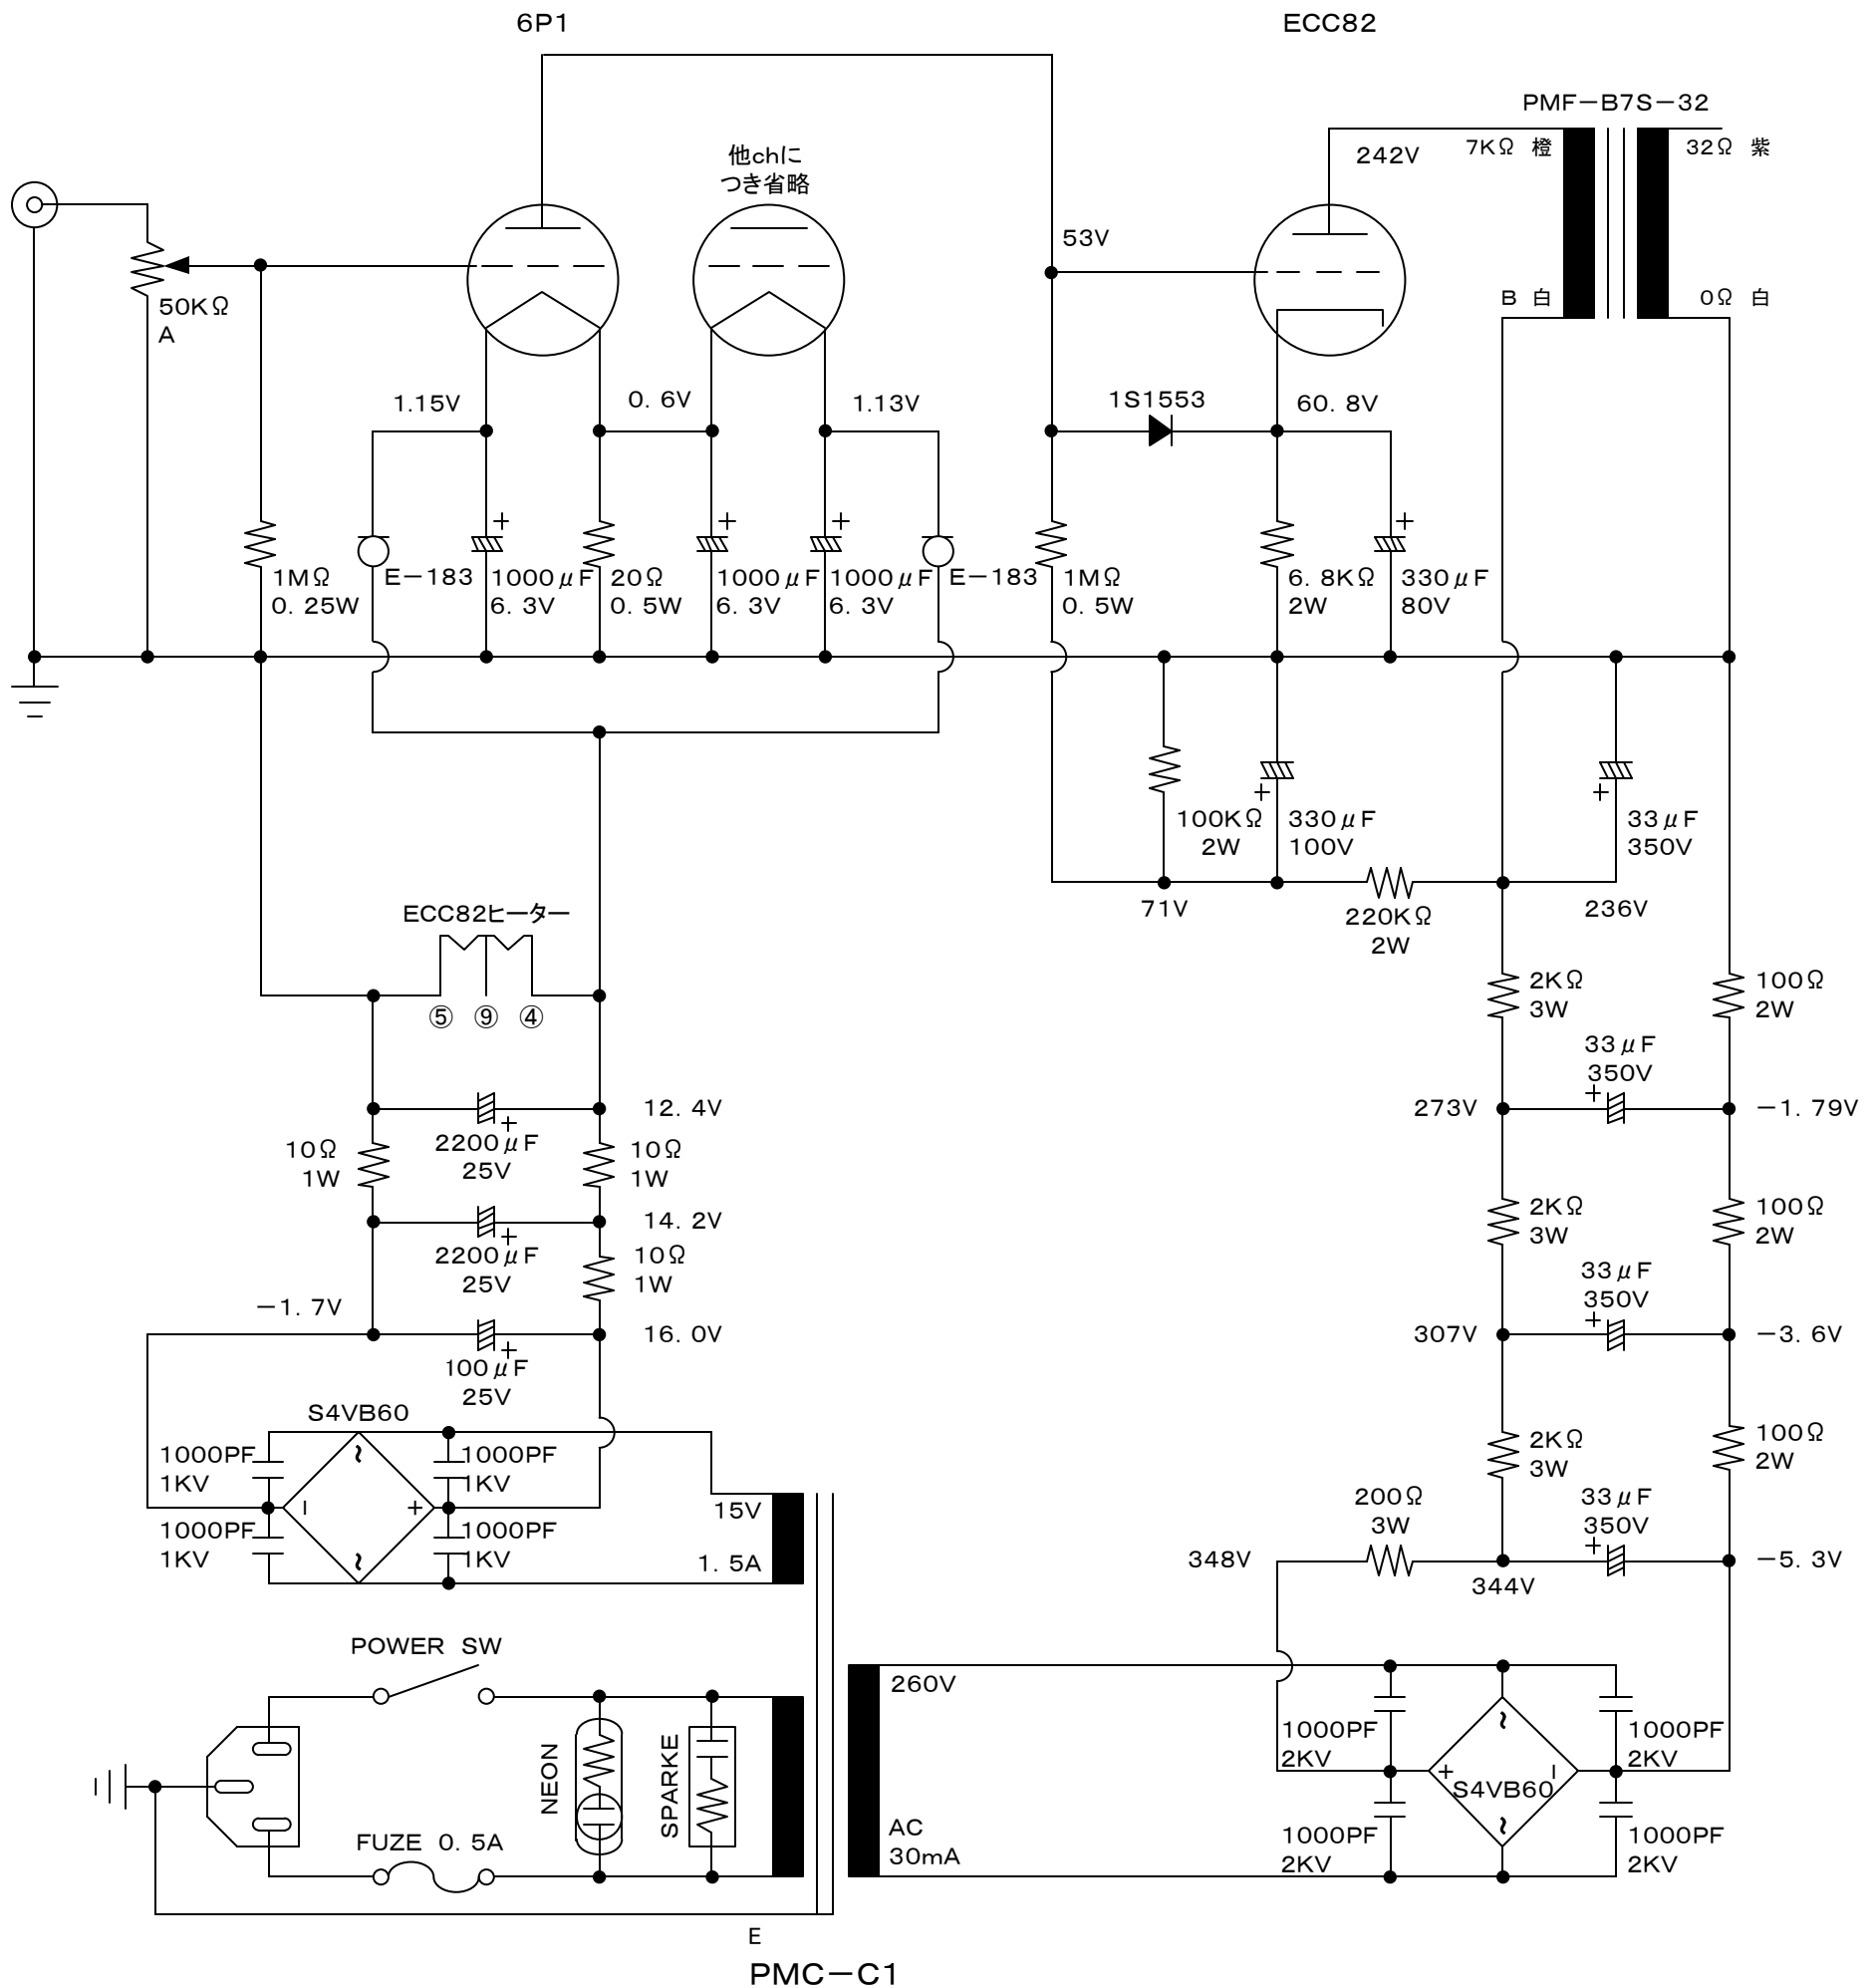 6P1
ECC82
PMF－B7S－32
7KΩ 橙
32Ω 紫
242V
他chに
つき省略
53V
50KΩ
A
B 白
0Ω 白
1.15V
0. 6V
1.13V
1S1553
60. 8V
1MΩ
0. 25W
E－183
1000μF
6. 3V
20Ω
0. 5W
1000μF
6. 3V
1000μF
6. 3V
E－183
1MΩ
0. 5W
6. 8KΩ
2W
330μF
80V
100KΩ
2W
330μF
100V
33μF
350V
71V
220KΩ
2W
236V
ECC82ヒーター
⑤ ⑨ ④
2KΩ
3W
100Ω
2W
33μF
350V
12. 4V
273V
－1. 79V
2200μF
25V
10Ω
1W
10Ω
1W
14. 2V
2KΩ
3W
100Ω
2W
2200μF
25V
10Ω
1W
33μF
350V
－1. 7V
16. 0V
307V
－3. 6V
100μF
25V
S4VB60
1000PF
1KV
1000PF
1KV
2KΩ
3W
100Ω
2W
1000PF
1KV
1000PF
1KV
15V
1. 5A
200Ω
3W
33μF
350V
348V
344V
－5. 3V
POWER SW
260V
NEON
SPARKE
1000PF
2KV
1000PF
2KV
S4VB60
FUZE 0. 5A
AC
30mA
1000PF
2KV
1000PF
2KV
E
PMC－C1